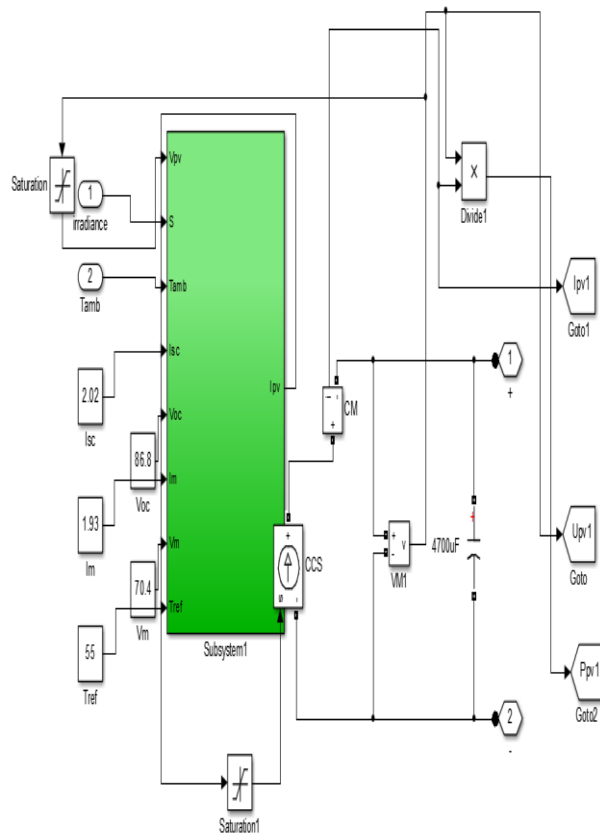 Saturation
1
irradiance
2
Tamb
2.02
Isc
86.8
Voc
1.93
Im
70.4
Vm
55
Tref
Vpv
S
Tamb
Isc
Voc
Im
Vm
Tref
Ipv
Subsystem1
Saturation1
+
CCS
S
-
- -
CM
+
+
-
v
VM1
4700uF
+
×
Divide1
Ipv1
Goto1
1
+
Upv1
Goto
Ppv1
Goto2
2
-